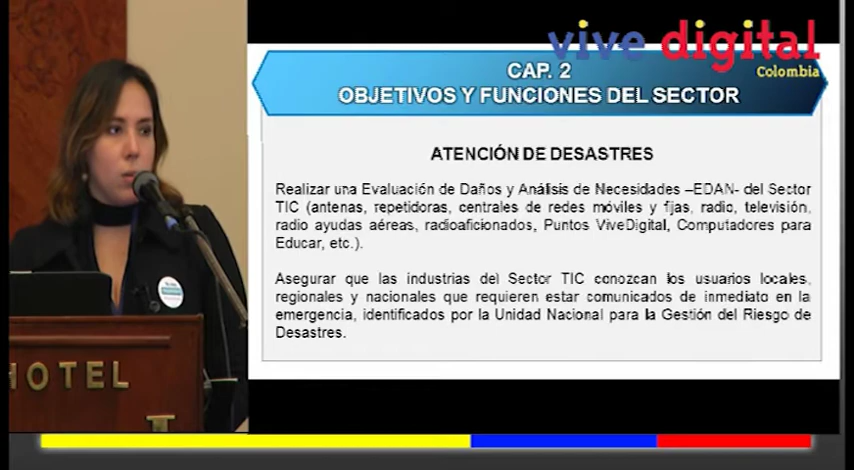 vive digital
Colombia
CAP. 2
OBJETIVOS Y FUNCIONES DEL SECTOR
ATENCIÓN DE DESASTRES
Realizar una Evaluación de Daños y Análisis de Necesidades –EDAN- del Sector
TIC (antenas, repetidoras, centrales de redes móviles y fijas, radio, televisión,
radio ayudas aéreas, radioaficionados, Puntos ViveDigital, Computadores para
Educar, etc.).
Asegurar que las industrias del Sector TIC conozcan los usuarios locales,
regionales y nacionales que requieren estar comunicados de inmediato en la
emergencia, identificados por la Unidad Nacional para la Gestión del Riesgo de
Desastres.
HOTEL